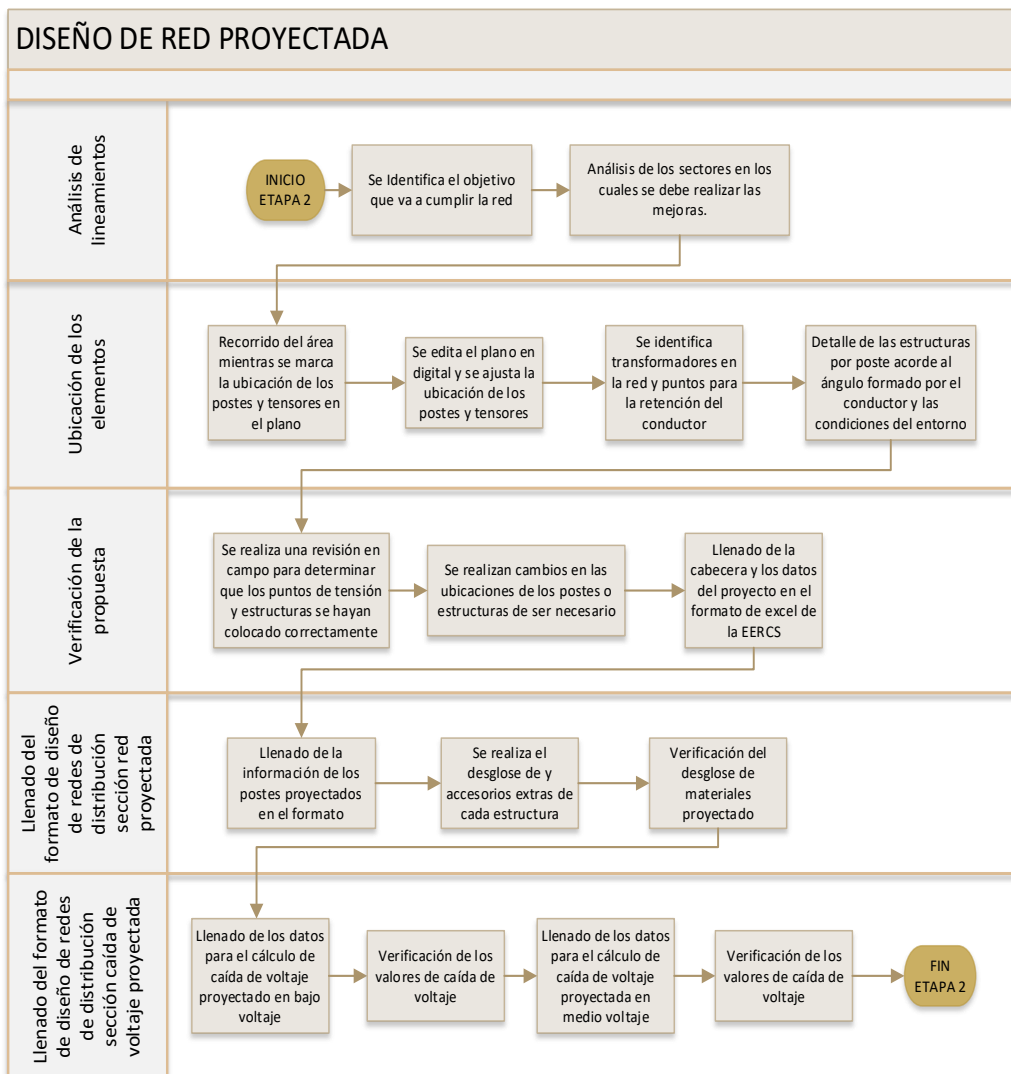 DISEÑO DE RED PROYECTADA
Análisis de
lineamientos
INICIO
ETAPA 2
Se Identifica el objetivo
que va a cumplir la red
Análisis de los sectores en los
cuales se debe realizar las
mejoras.
Ubicación de los
elementos
Recorrido del área
mientras se marca
la ubicación de los
postes y tensores en
el plano
Se edita el plano en
digital y se ajusta la
ubicación de los
postes y tensores
Se identifica
transformadores en
la red y puntos para
la retención del
conductor
Detalle de las estructuras
por poste acorde al
ángulo formado por el
conductor y las
condiciones del entorno
Verificación de la
propuesta
Se realiza una revisión en
campo para determinar
que los puntos de tensión
y estructuras se hayan
colocado correctamente
Se realizan cambios en las
ubicaciones de los postes o
estructuras de ser necesario
Llenado de la
cabecera y los datos
del proyecto en el
formato de excel de
la EERCS
Llenado del
formato de diseño
de redes de
distribución
sección red
proyectada
Llenado de la
información de los
postes proyectados
en el formato
Se realiza el
desglose de y
accesorios extras de
cada estructura
Verificación del
desglose de
materiales
proyectado
Llenado del formato
de diseño de redes
de distribución
sección caída de
voltaje proyectada
Llenado de los datos
para el cálculo de
caída de voltaje
proyectado en bajo
voltaje
Verificación de los
valores de caída de
voltaje
Llenado de los datos
para el cálculo de
caída de voltaje
proyectada en
medio voltaje
Verificación de los
valores de caída de
voltaje
FIN
ETAPA 2